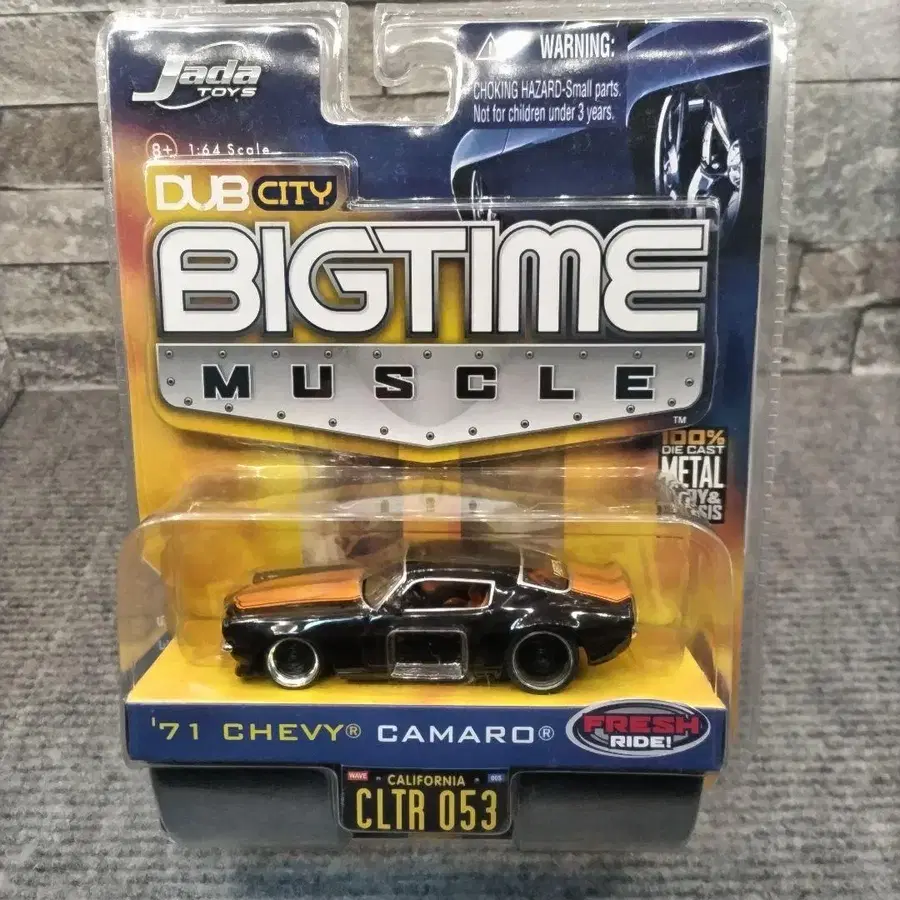 Jada
TOYS
WARNING:
CHOKING HAZARD-Small parts.
Not for children under 3 years.
8+ 1:64 Scale
DUB CITY
BIGTIME
MUSCLE
TM
100%
DIE CAST
METAL
'71 CHEVY® CAMARO®
FRESH
RIDE!
WAVE CALIFORNIA
CLTR 053